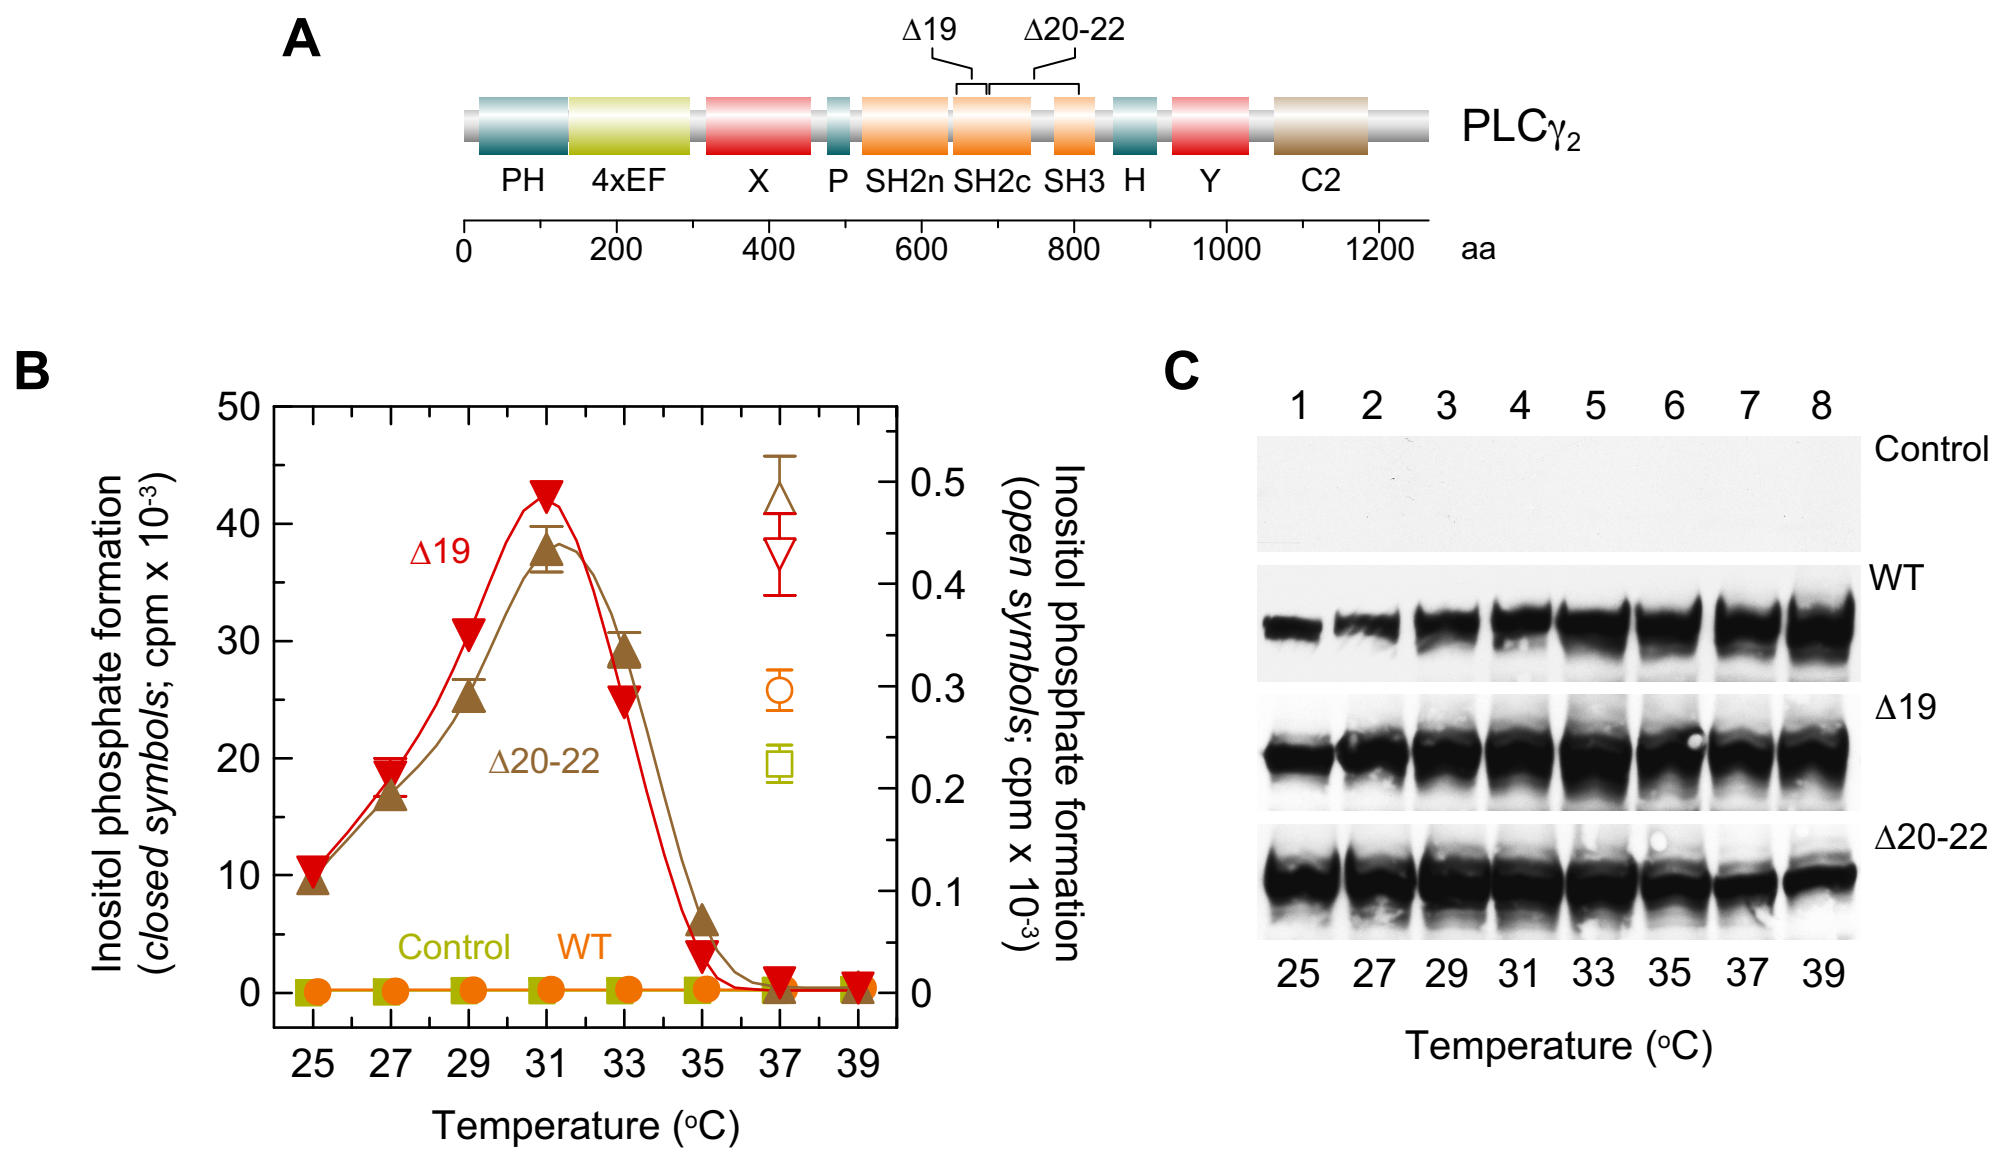 A
Δ19 Δ20-22
PLCγ2
PH 4xEF X P SH2n SH2c SH3 H Y C2
0 200 400 600 800 1000 1200 aa
B
Inositol phosphate formation
(closed symbols; cpm x 10-3)
50
40
30
20
10
0
Δ19
Δ20-22
Control WT
0.5
0.4
0.3
0.2
0.1
0
Inositol phosphate formation
(open symbols; cpm x 10-3)
25 27 29 31 33 35 37 39
Temperature (oC)
C
1 2 3 4 5 6 7 8
Control
WT
Δ19
Δ20-22
25 27 29 31 33 35 37 39
Temperature (oC)